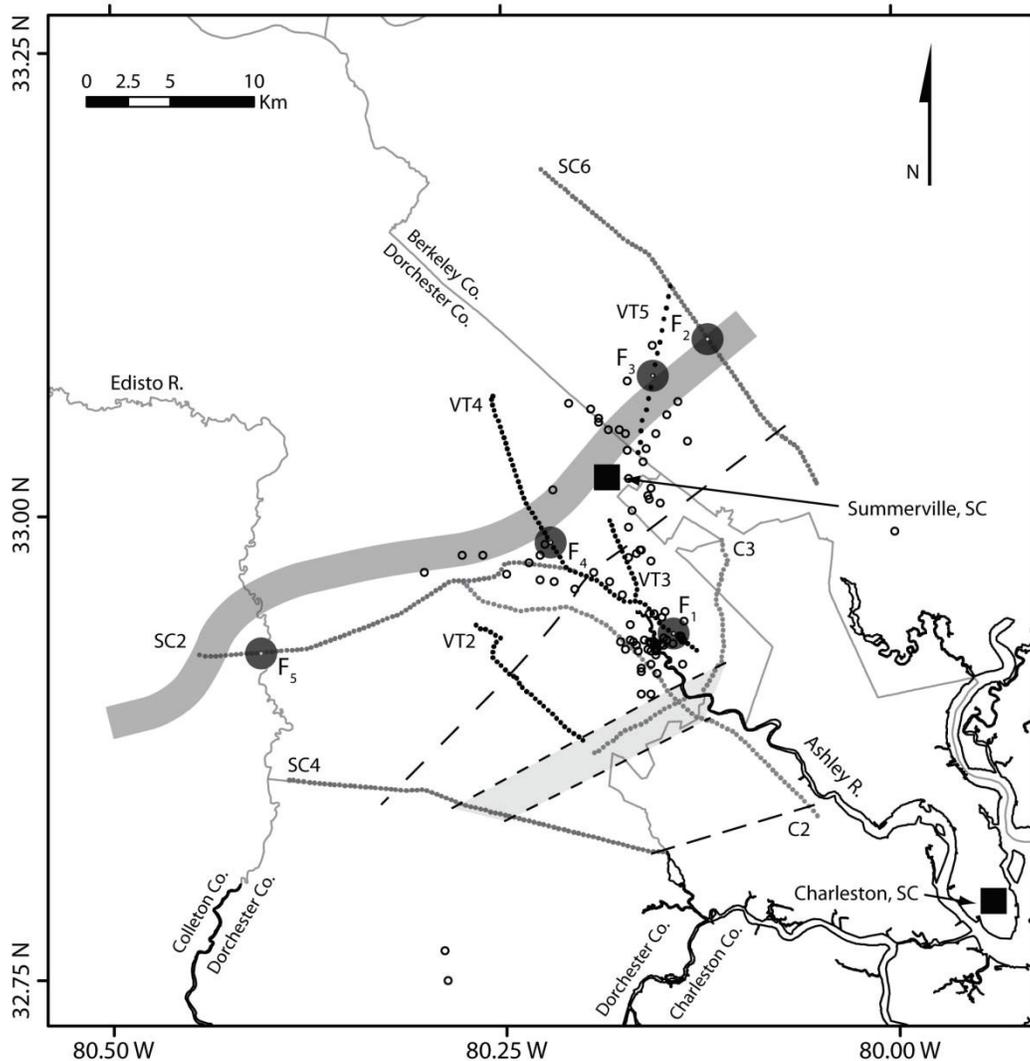 33.25 N
0 2.5 5 10
Km
N
SC6
Berkeley Co.
Dorchester Co.
VT5
F2
F3
Edisto R.
VT4
33.00 N
Summerville, SC
F4
C3
VT3
F1
SC2
VT2
F5
Ashley R.
SC4
C2
Charleston, SC
Colleton Co.
Dorchester Co.
Dorchester Co.
Charleston Co.
32.75 N
80.50 W
80.25 W
80.00 W